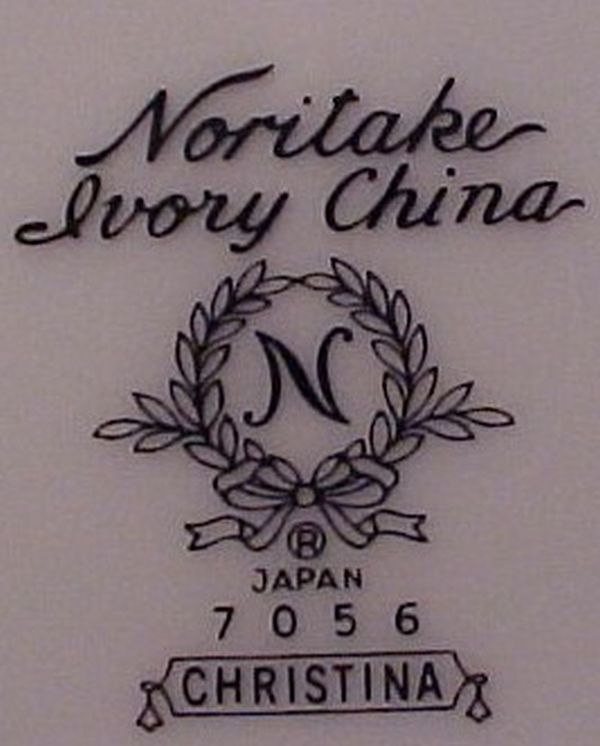 Noritake
Ivory China
N
®
JAPAN
7056
CHRISTINA